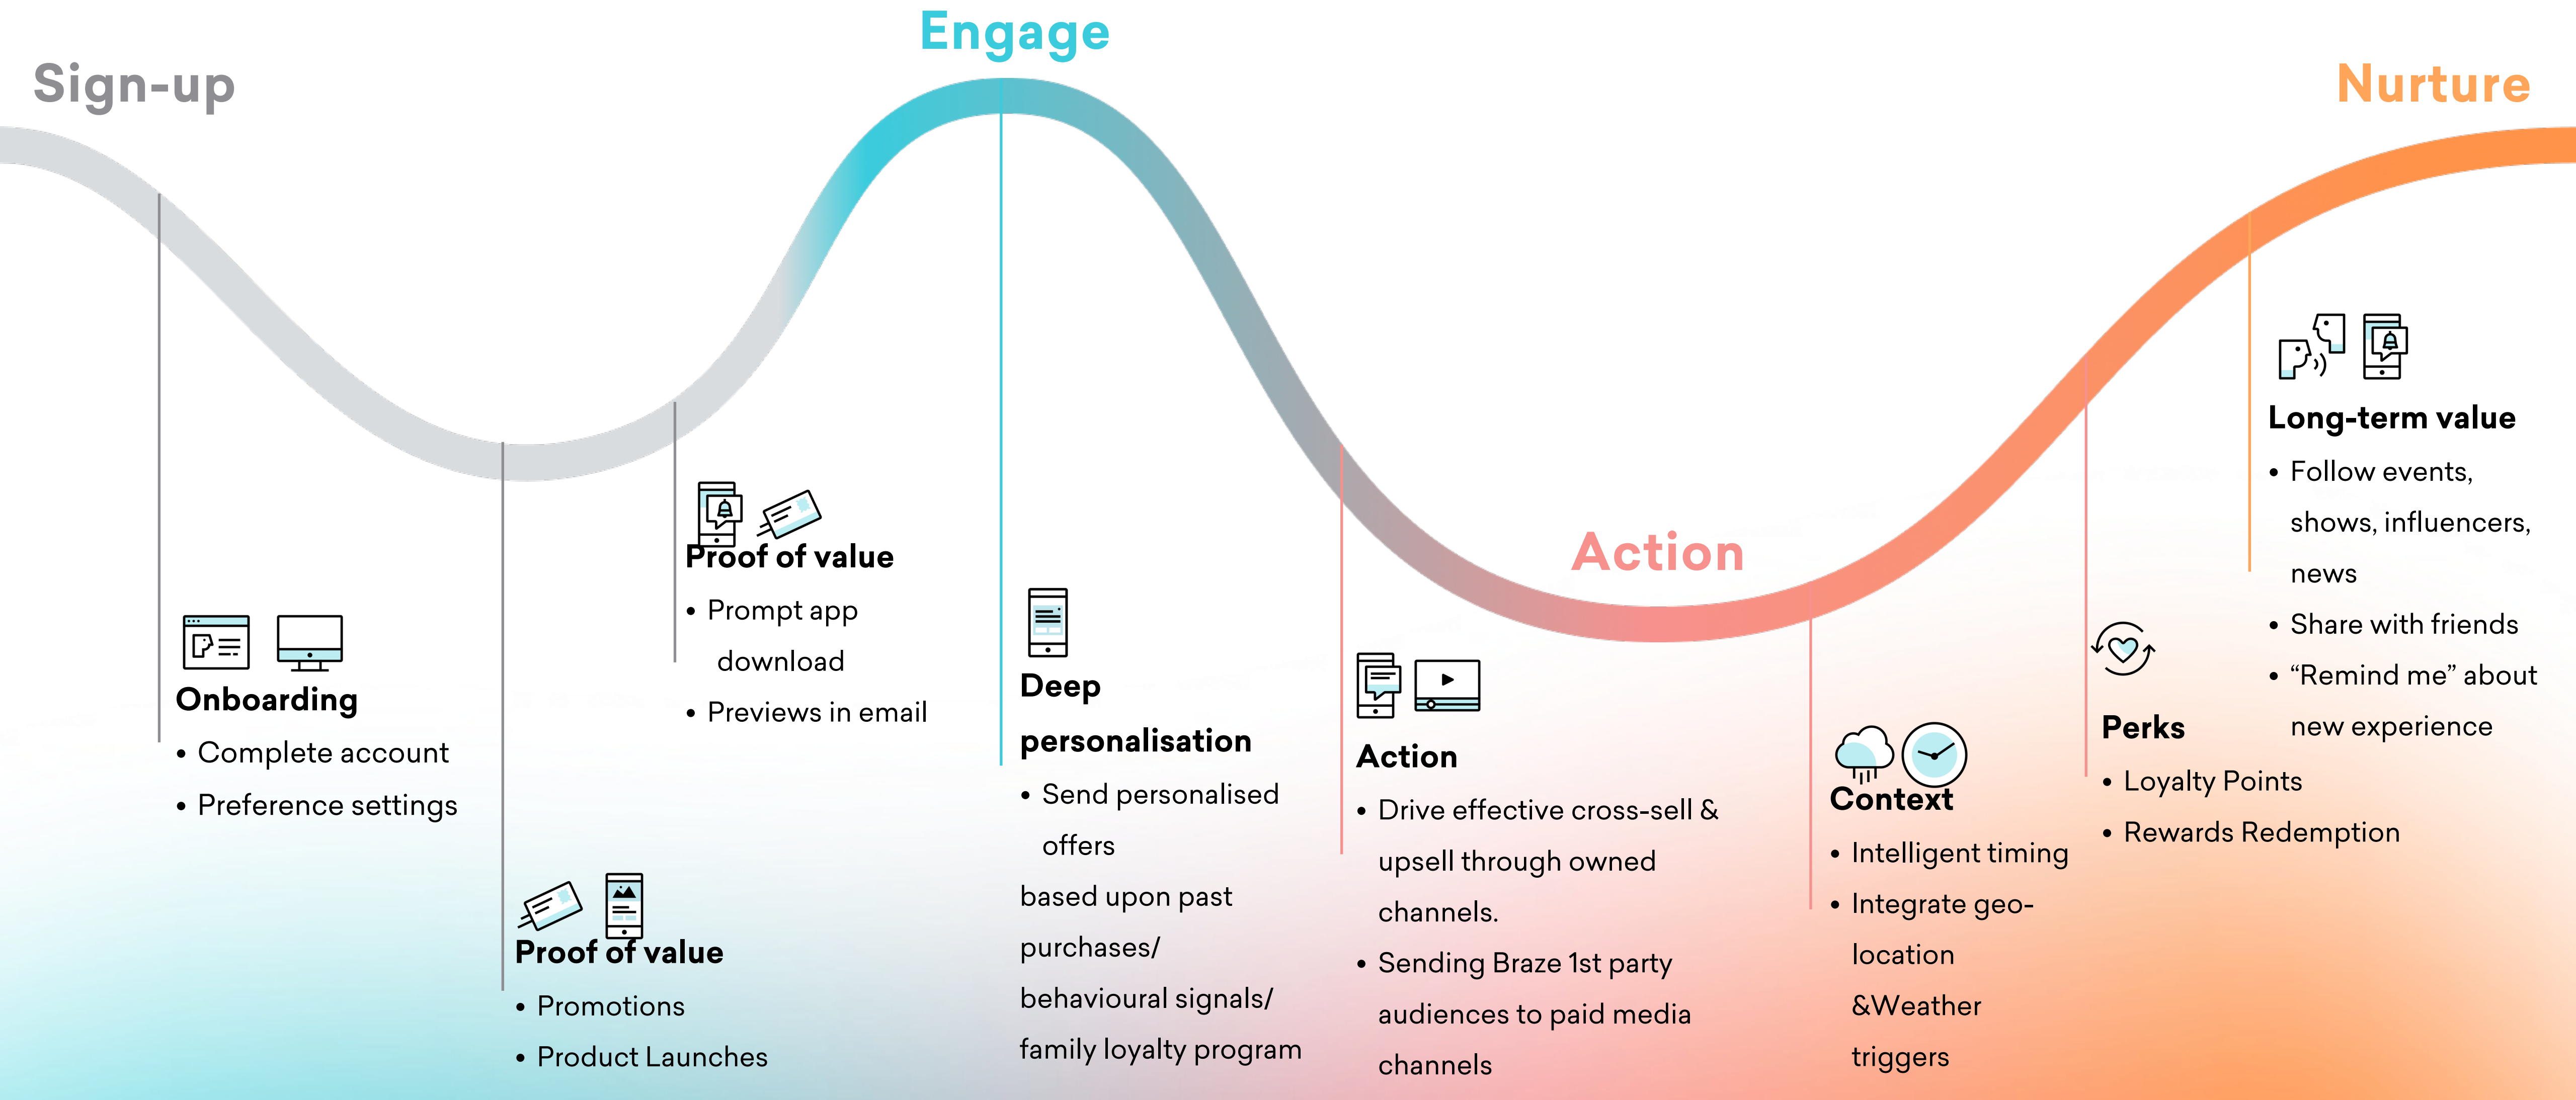 Sign-up
Engage
Action
Nurture
Onboarding
• Complete account
• Preference settings
Proof of value
• Promotions
• Product Launches
Proof of value
• Prompt app
download
• Previews in email
Deep
personalisation
• Send personalised
offers
based upon past
purchases/
behavioural signals/
family loyalty program
Action
• Drive effective cross-sell &
upsell through owned
channels.
• Sending Braze 1st party
audiences to paid media
channels
Context
• Intelligent timing
• Integrate geo-
location
&Weather
triggers
Perks
• Loyalty Points
• Rewards Redemption
Long-term value
• Follow events,
shows, influencers,
news
• Share with friends
• “Remind me” about
new experience